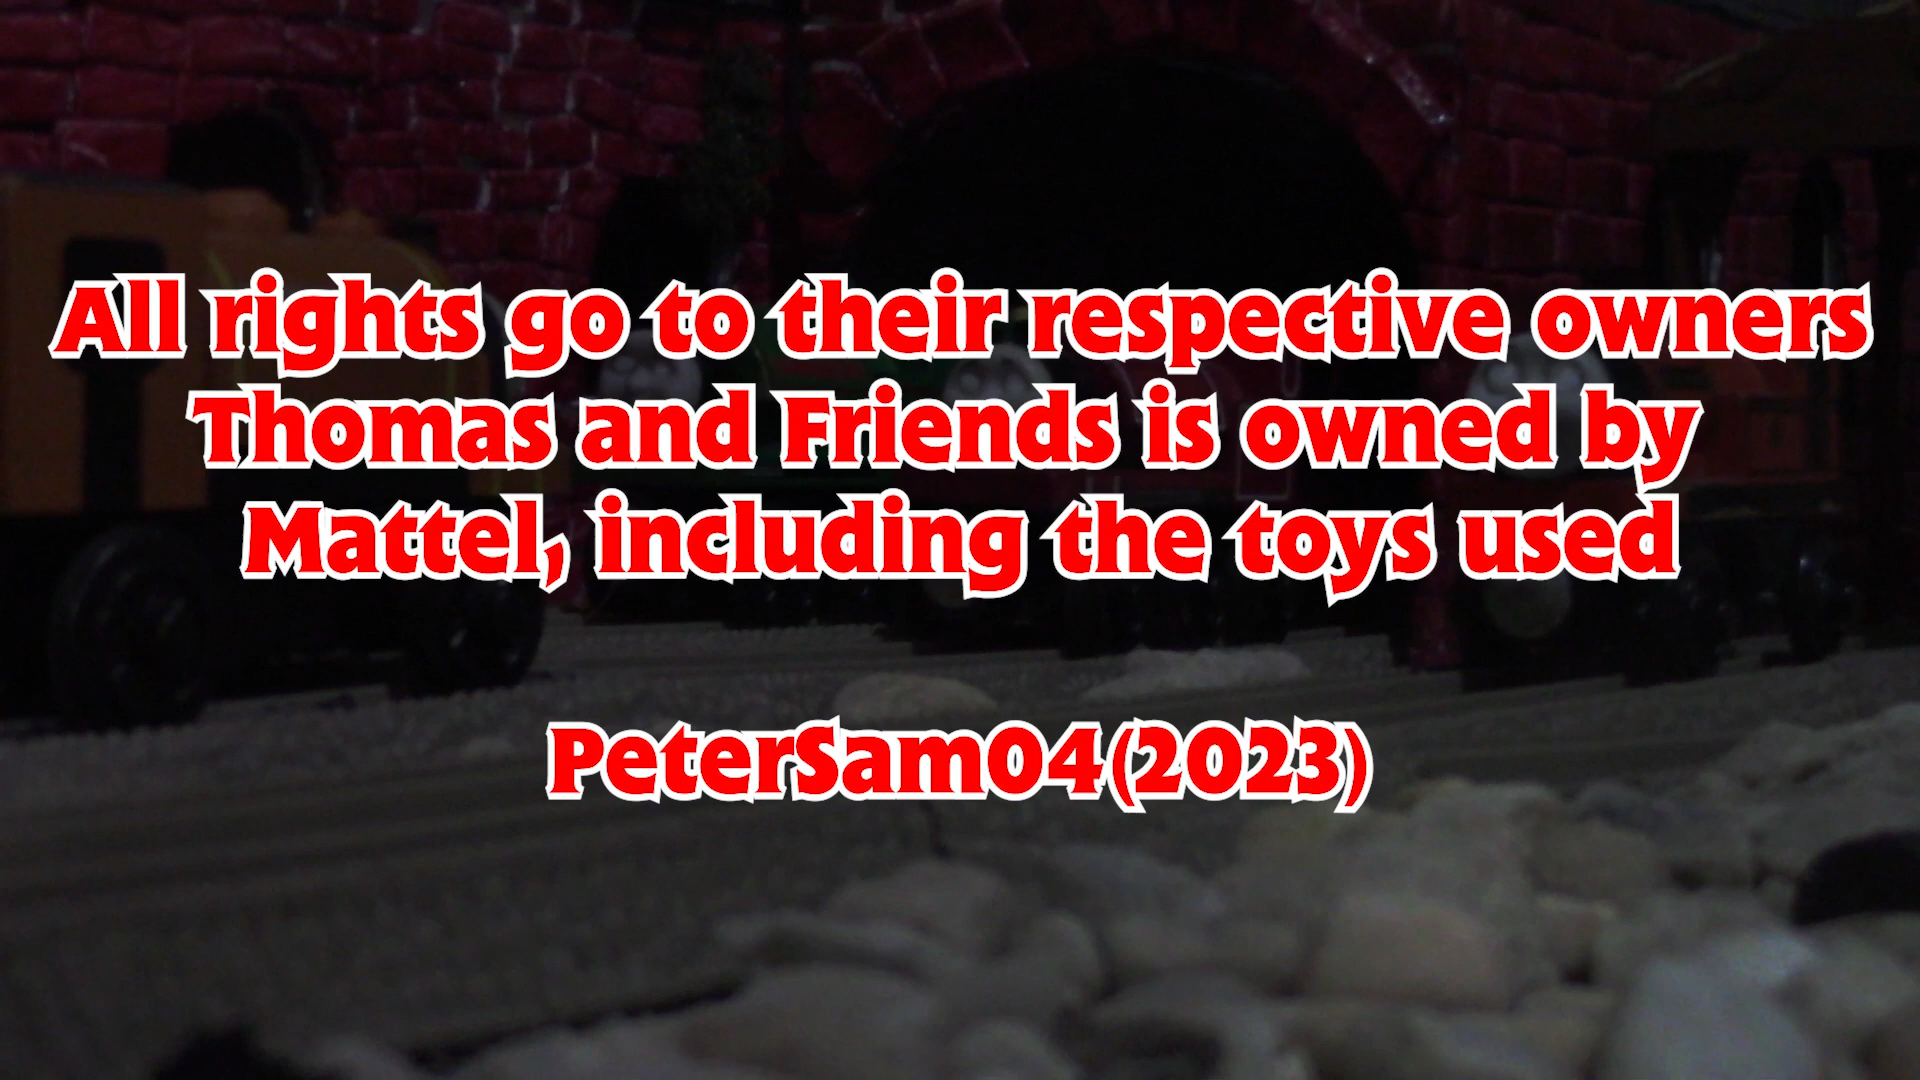 All rights go to their respective owners
Thomas and Friends is owned by
Mattel, including the toys used
PeterSam04(2023)